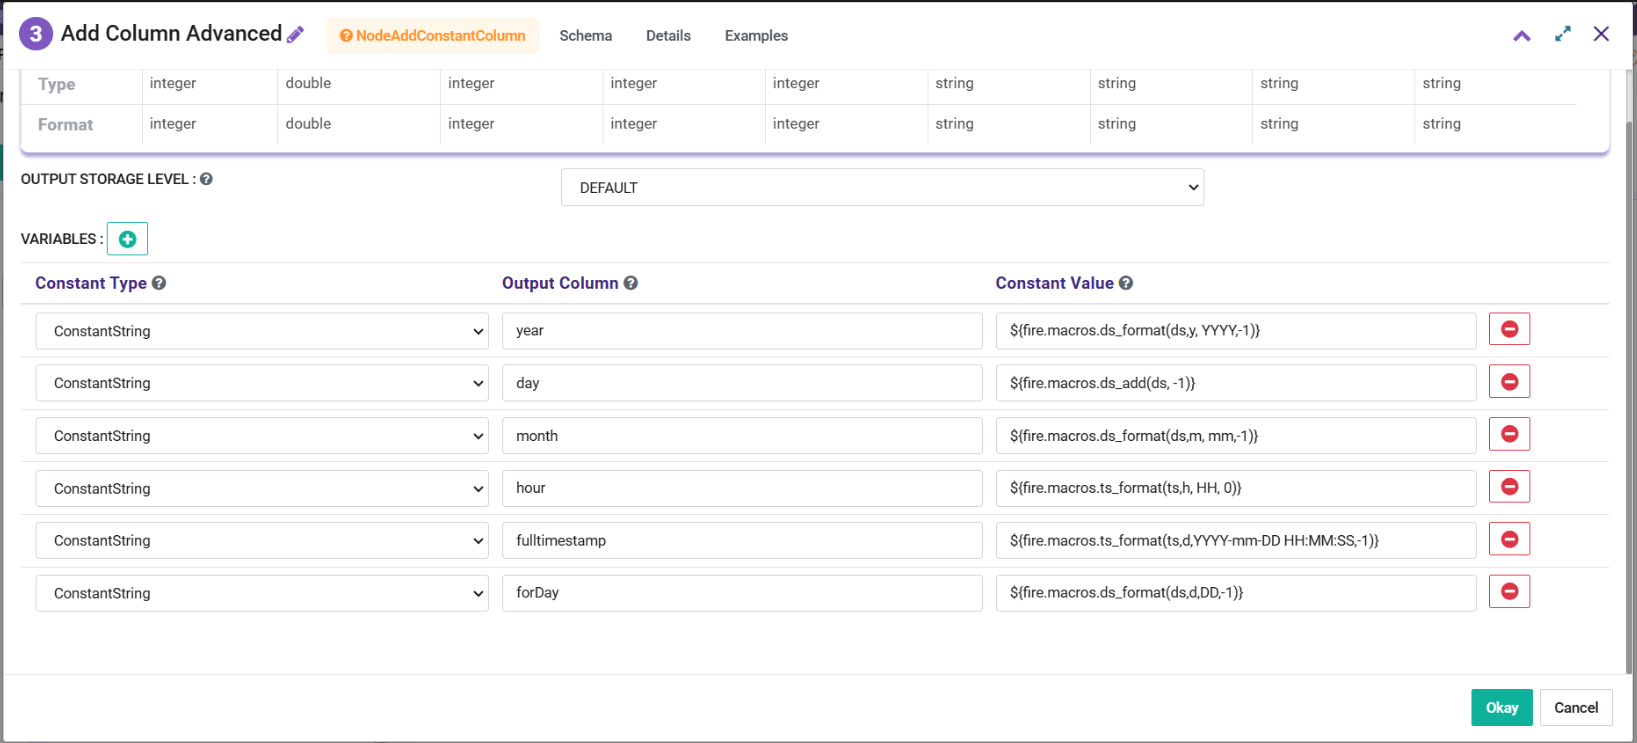 3 Add Column Advanced NodeAddConstantColumn Schema Details Examples
Type integer double integer integer integer string string string string
Format integer double integer integer integer string string string string
OUTPUT STORAGE LEVEL :
DEFAULT
VARIABLES :
Constant Type Output Column Constant Value
ConstantString year ${fire.macros.ds_format(ds,y, YYYY,-1)}
ConstantString day ${fire.macros.ds_add(ds, -1)}
ConstantString month ${fire.macros.ds_format(ds,m, mm,-1)}
ConstantString hour ${fire.macros.ts_format(ts,h, HH, 0)}
ConstantString fulltimestamp ${fire.macros.ts_format(ts,d,YYYY-mm-DD HH:MM:SS,-1)}
ConstantString forDay ${fire.macros.ds_format(ds,d,DD,-1)}
Okay Cancel